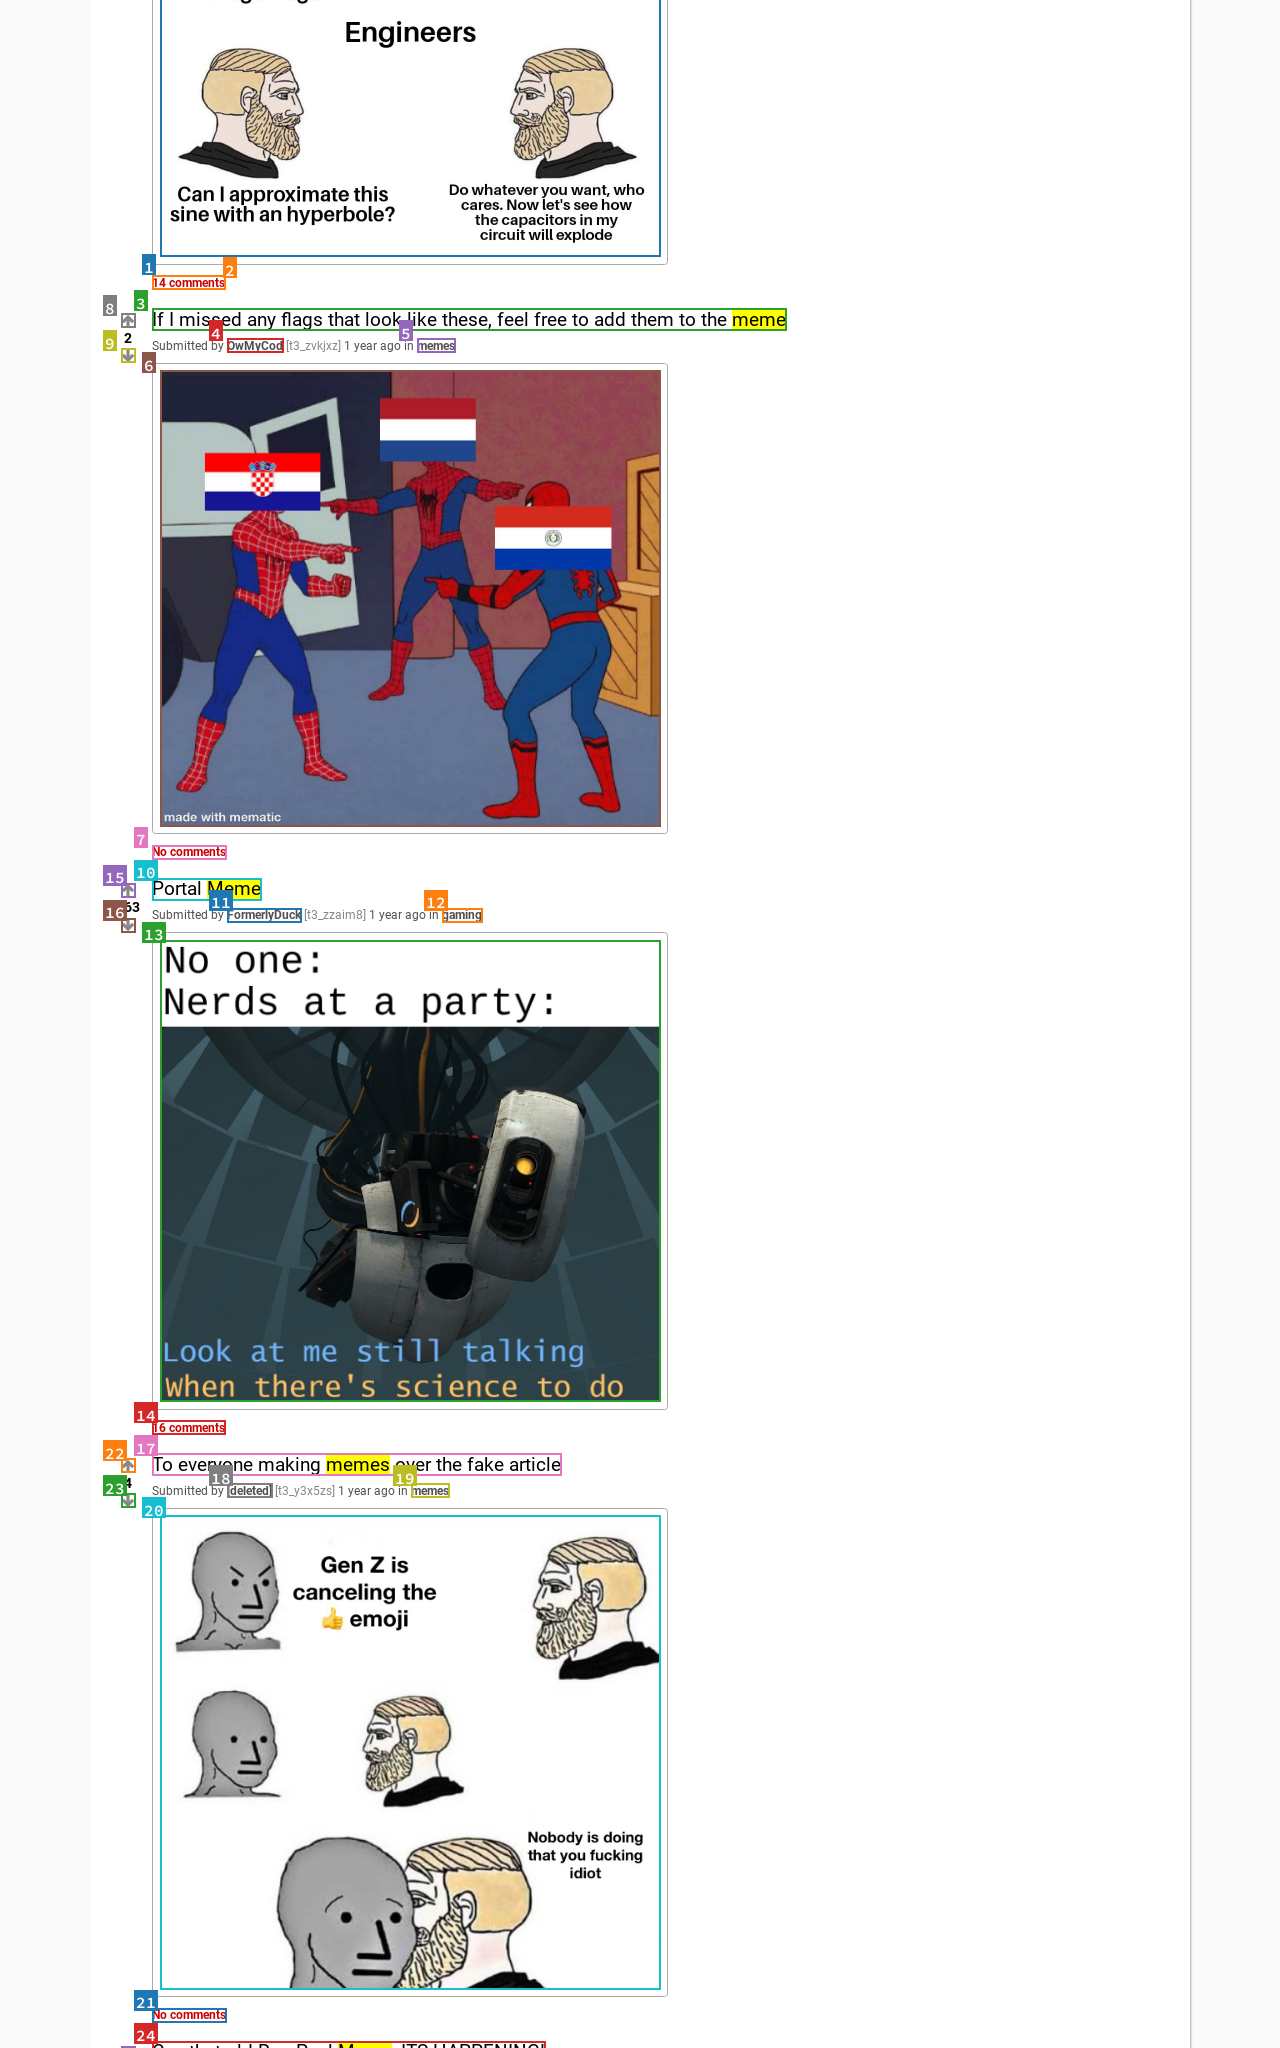 Engineers
Can I approximate this
sine with an hyperbole?
Do whatever you want, who
cares. Now let's see how
the capacitors in my
circuit will explode
1
2
14 comments
8
3
If I missed any flags that look like these, feel free to add them to the meme
9
2
4
5
Submitted by OwMyCod [t3_zvkjxz] 1 year ago in memes
6
made with mematic
7
No comments
15
10
Portal Meme
16
63
11
12
Submitted by FormerlyDuck [t3_zzaim8] 1 year ago in gaming
13
No one:
Nerds at a party:
Look at me still talking
When there's science to do
14
16 comments
22
17
To everyone making memes over the fake article
23
4
18
19
Submitted by [deleted] [t3_y3x5zs] 1 year ago in memes
20
Gen Z is
canceling the
👍 emoji
Nobody is doing
that you fucking
idiot
21
No comments
24